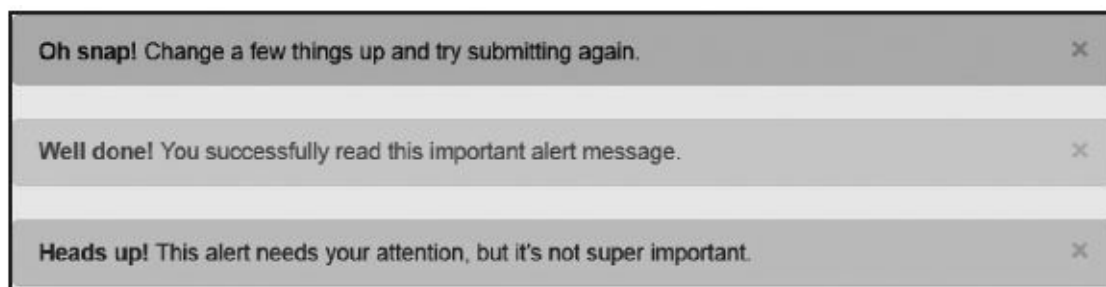 Oh snap! Change a few things up and try submitting again. ×
Well done! You successfully read this important alert message. ×
Heads up! This alert needs your attention, but it's not super important. ×